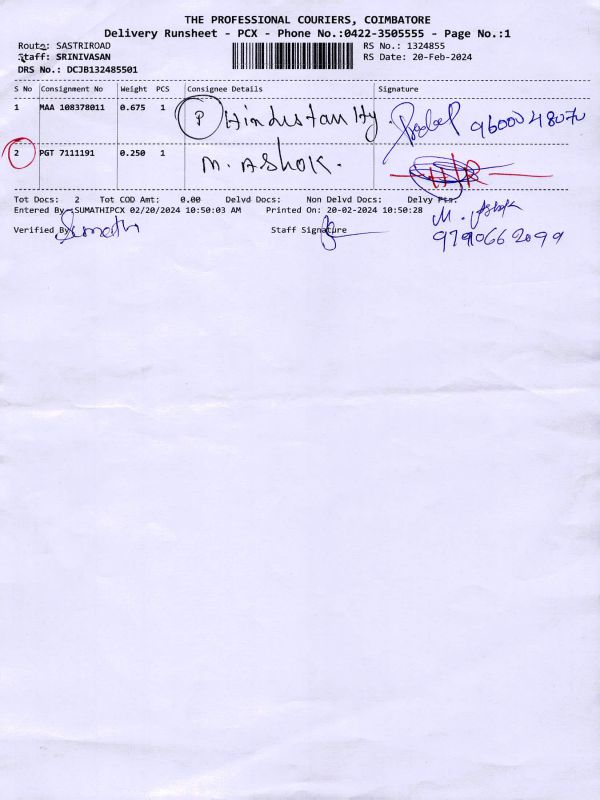 THE PROFESSIONAL COURIERS, COIMBATORE
Delivery Runsheet - PCX - Phone No.:0422-3505555 - Page No.:1
Route: SASTRIROAD
RS No.: 1324855
Staff: SRINIVASAN
RS Date: 20-Feb-2024
DRS No.: DCJB132485501
S No Consignment No Weight PCS Consignee Details Signature
1 MAA 108378011 0.675 1 P Hindustan Hy.
2 PGT 7111191 0.250 1 M. ASHOK.
Tot Docs: 2 Tot COD Amt: 0.00 Delvd Docs: Non Delvd Docs: Delvy Ptn:
Entered By:SUMATHIPCX 02/20/2024 10:50:03 AM Printed On: 20-02-2024 10:50:28
M. Ashok
Verified By Sumathi Staff Signature
9790662099